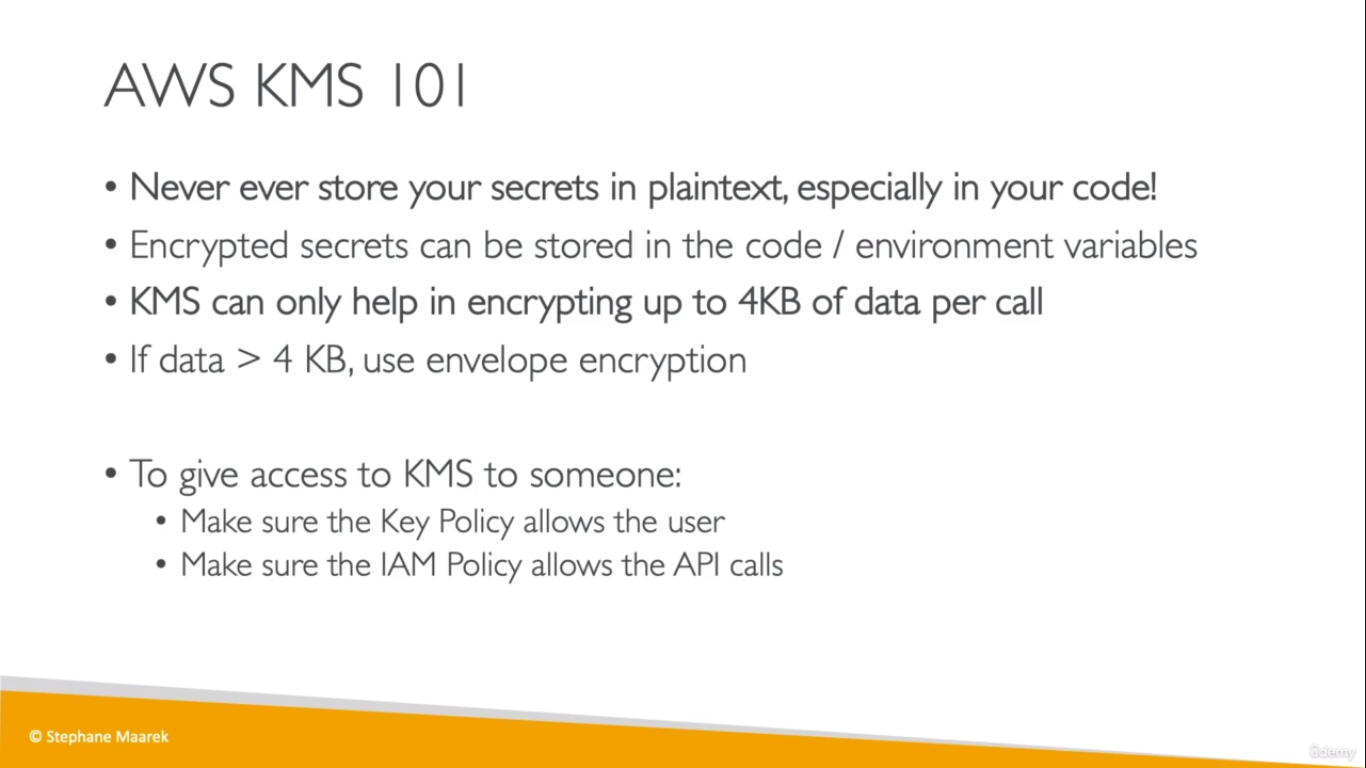 AWS KMS 101
• Never ever store your secrets in plaintext, especially in your code!
• Encrypted secrets can be stored in the code / environment variables
• KMS can only help in encrypting up to 4KB of data per call
• If data > 4 KB, use envelope encryption
• To give access to KMS to someone:
• Make sure the Key Policy allows the user
• Make sure the IAM Policy allows the API calls
© Stephane Maarek
ûdemy